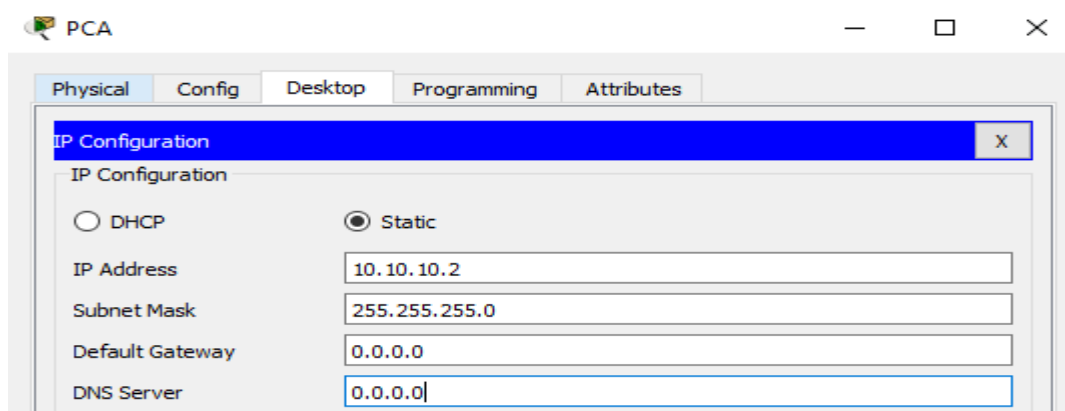 PCA
Physical Config Desktop Programming Attributes
IP Configuration X
IP Configuration
DHCP Static
IP Address 10.10.10.2
Subnet Mask 255.255.255.0
Default Gateway 0.0.0.0
DNS Server 0.0.0.0